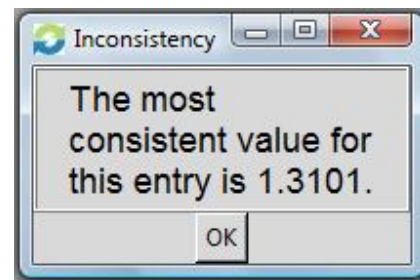 Inconsistency
The most
consistent value for
this entry is 1.3101.
OK